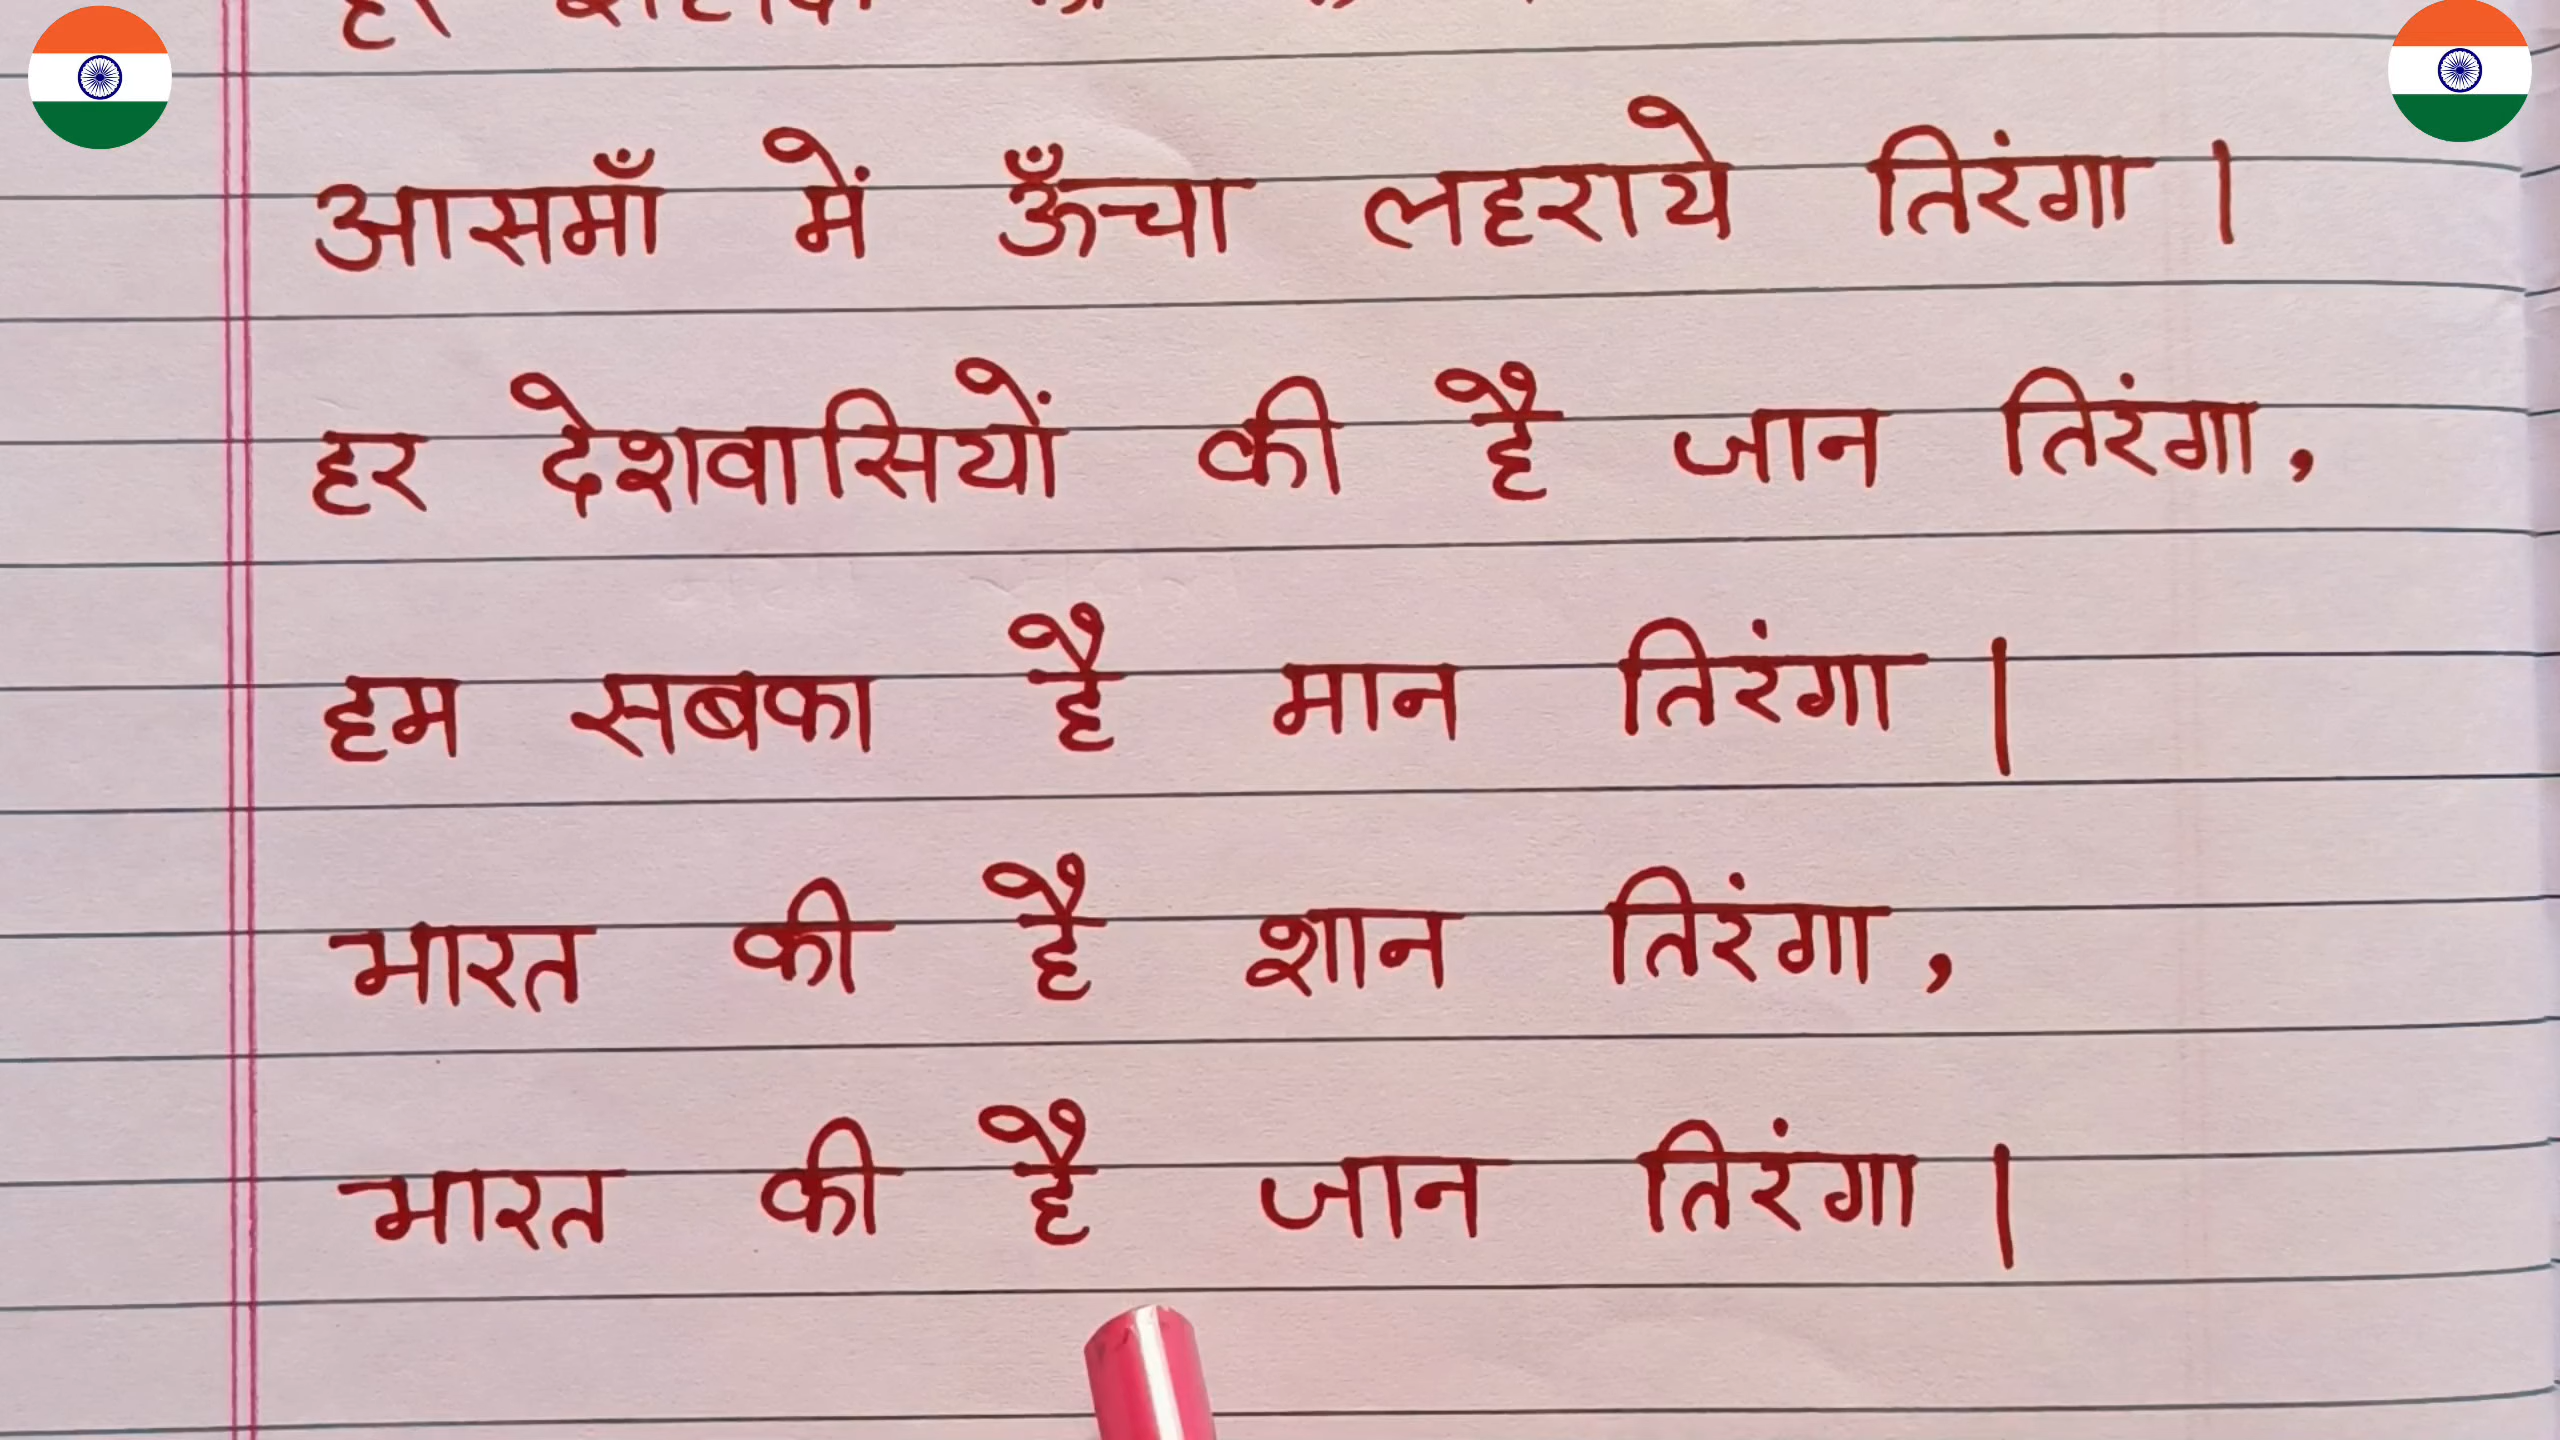 आसमाँ में ऊँचा लहराये तिरंगा ।
हर देशवासियों की है जान तिरंगा,
हम सबका है मान तिरंगा |
भारत की है शान तिरंगा,
भारत की है जान तिरंगा |